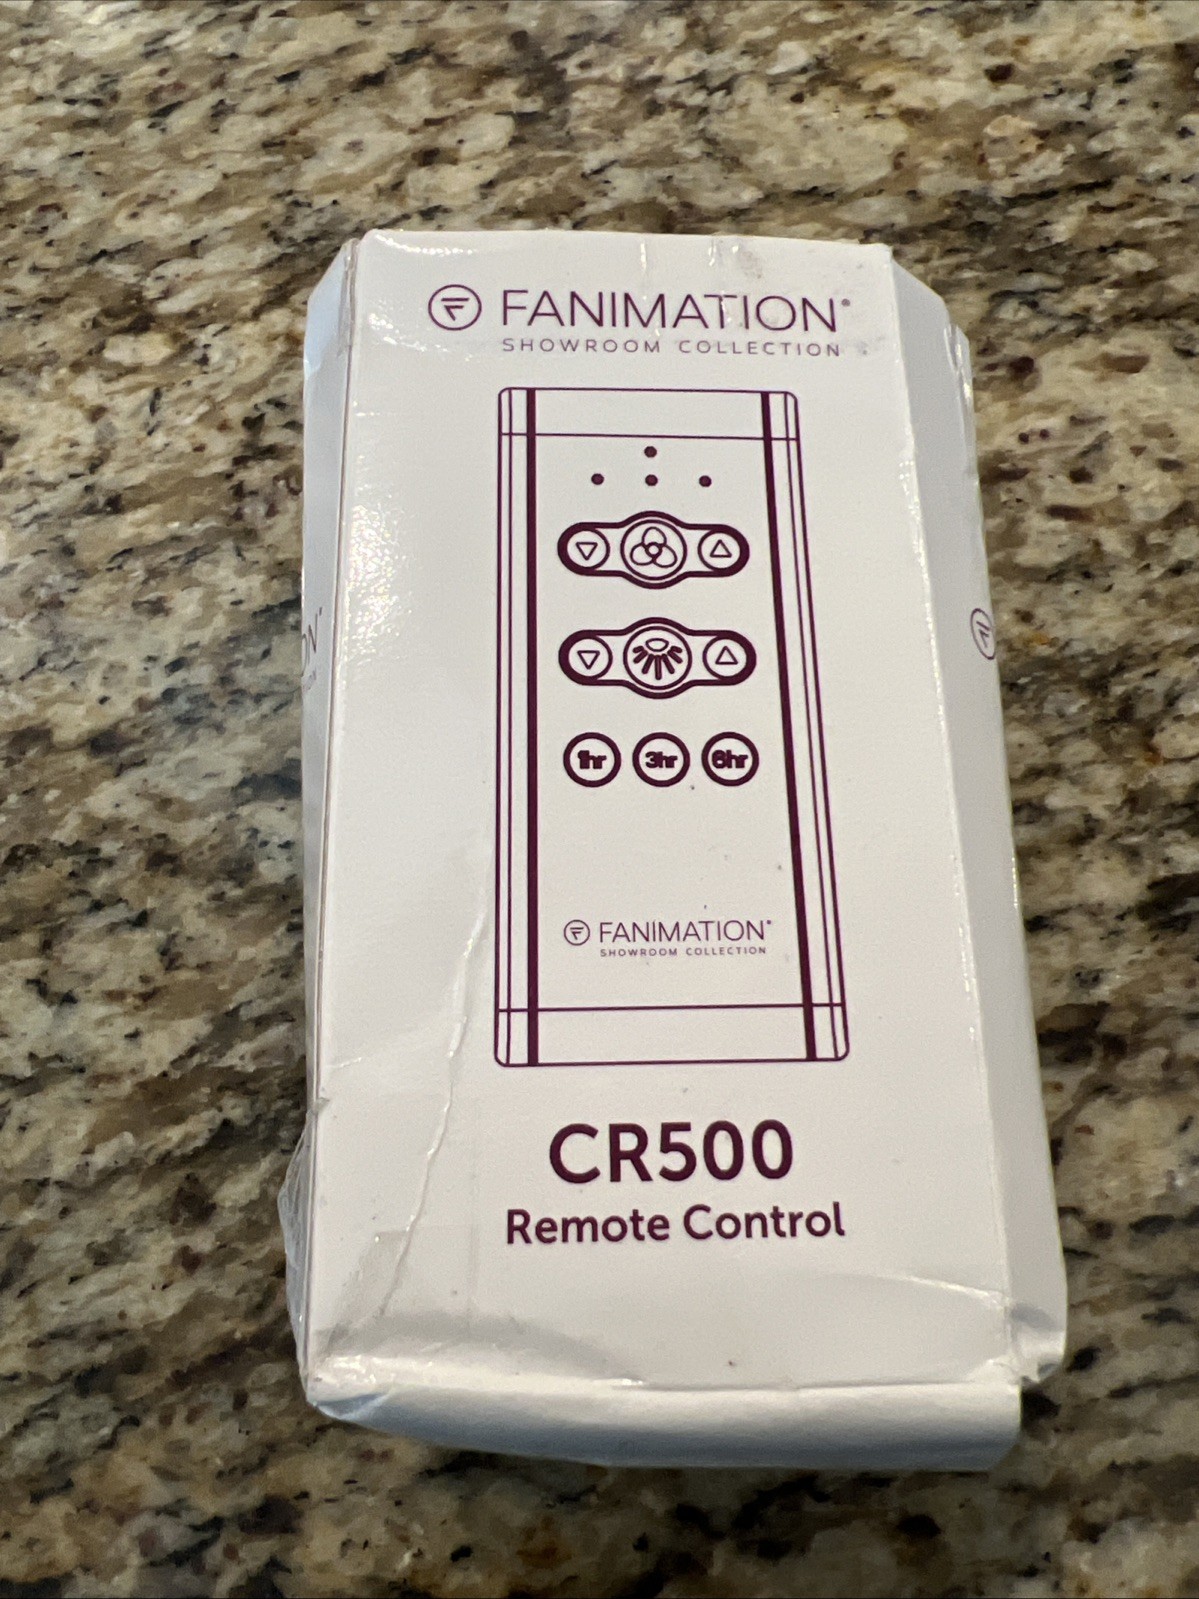 FANIMATION
SHOWROOM COLLECTION
1hr 3hr 6hr
FANIMATION
SHOWROOM COLLECTION
CR500
Remote Control